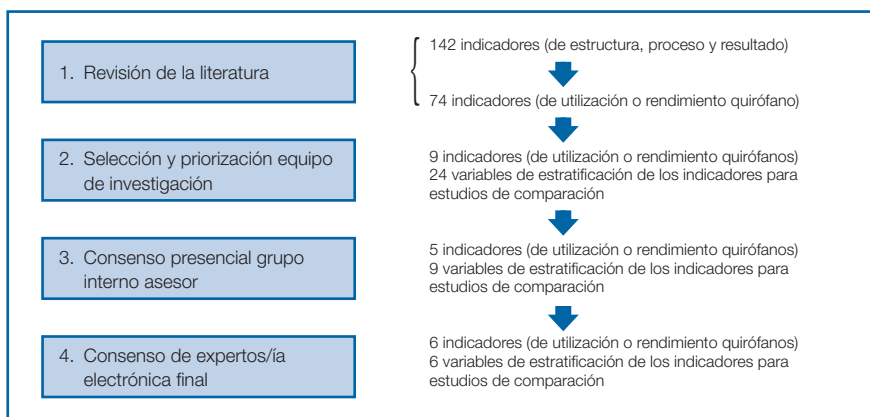 1. Revisión de la literatura
142 indicadores (de estructura, proceso y resultado)
74 indicadores (de utilización o rendimiento quirófano)
2. Selección y priorización equipo
de investigación
9 indicadores (de utilización o rendimiento quirófanos)
24 variables de estratificación de los indicadores para
estudios de comparación
3. Consenso presencial grupo
interno asesor
5 indicadores (de utilización o rendimiento quirófanos)
9 variables de estratificación de los indicadores para
estudios de comparación
4. Consenso de expertos/ía
electrónica final
6 indicadores (de utilización o rendimiento quirófanos)
6 variables de estratificación de los indicadores para
estudios de comparación